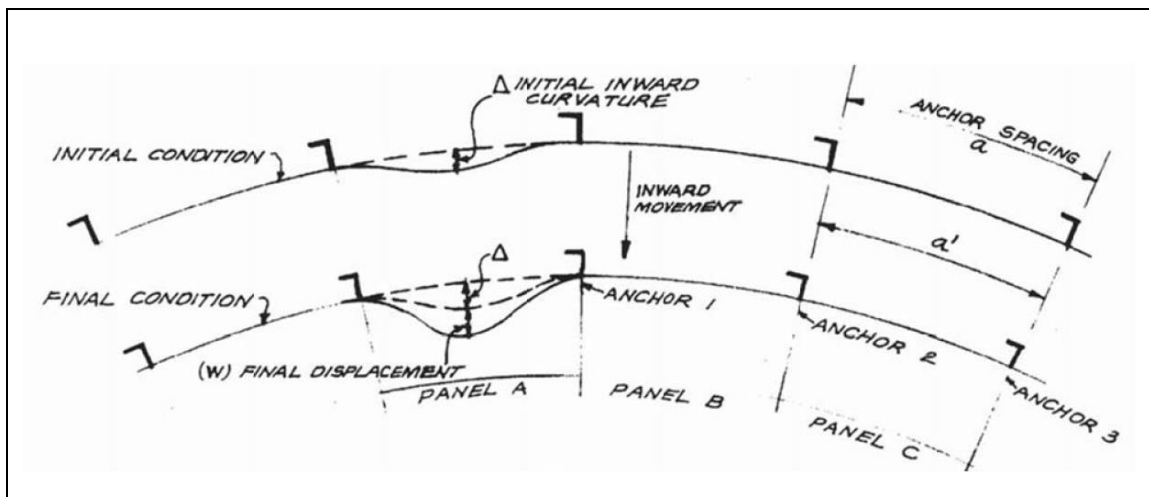 Δ INITIAL INWARD
CURVATURE
ANCHOR SPACING
a
INITIAL CONDITION
INWARD
MOVEMENT
a'
Δ
FINAL CONDITION
ANCHOR 1
ANCHOR 2
(W) FINAL DISPLACEMENT
PANEL A
PANEL B
PANEL C
ANCHOR 3